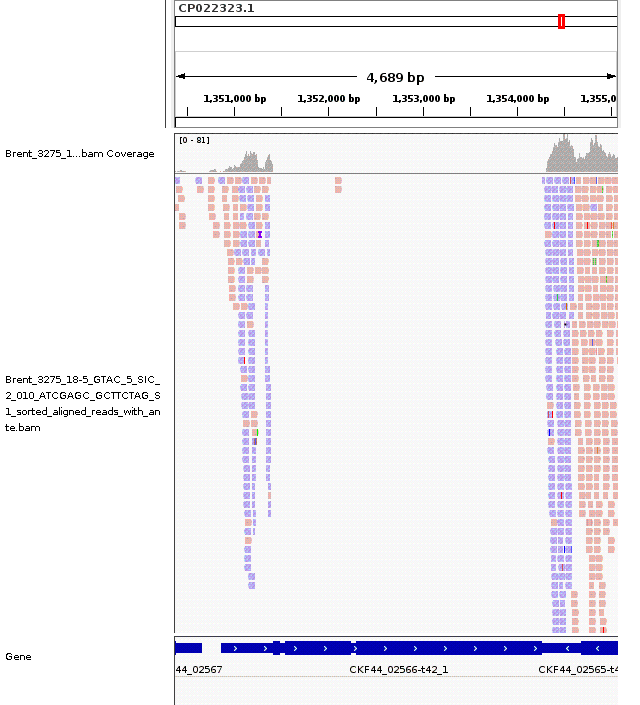 CP022323.1
4,689 bp
1,351,000 bp 1,352,000 bp 1,353,000 bp 1,354,000 bp 1,355,0
[0 - 81]
Brent_3275_1...bam Coverage
Brent_3275_18-5_GTAC_5_SIC_
2_010_ATCGAGC_GCTTCTAG_S
1_sorted_aligned_reads_with_an
te.bam
Gene
44_02567 CKF44_02566-t42_1 CKF44_02565-t4